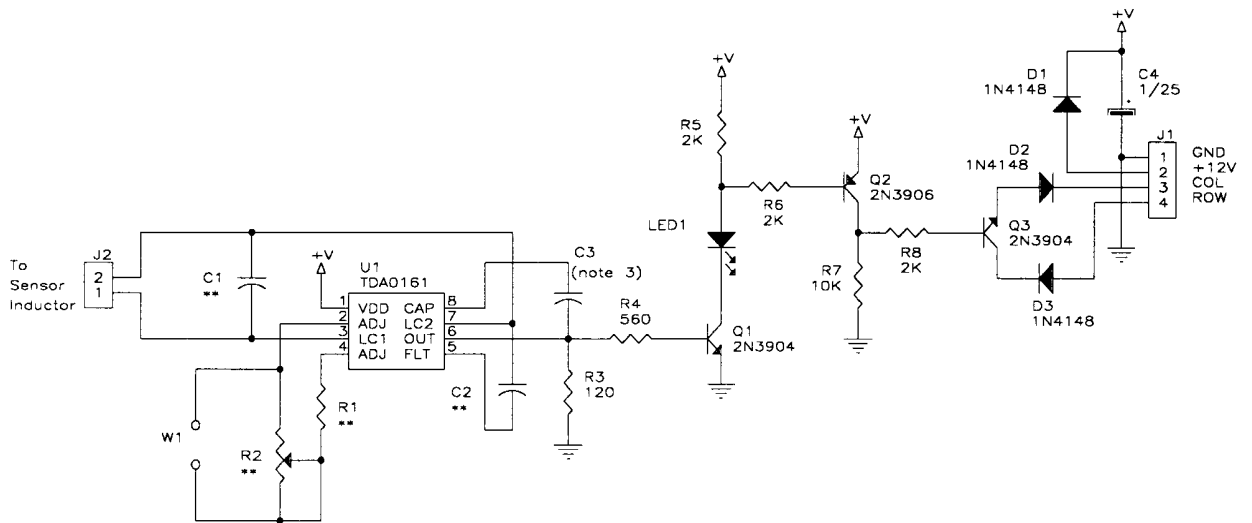 +V
D1
1N4148
C4
1/25
+V
R5
2K
+V
J1
1
2
3
4
GND
+12V
COL
ROW
D2
1N4148
Q2
2N3906
R6
2K
LED1
Q3
2N3904
R8
2K
R7
10K
D3
1N4148
J2
2
1
To
Sensor
Inductor
C1
**
+V
U1
TDA0161
1
2
3
4
VDD
ADJ
LC1
ADJ
CAP
LC2
OUT
FLT
8
7
6
5
C3
(note 3)
R4
560
Q1
2N3904
R3
120
C2
**
R1
**
W1
R2
**